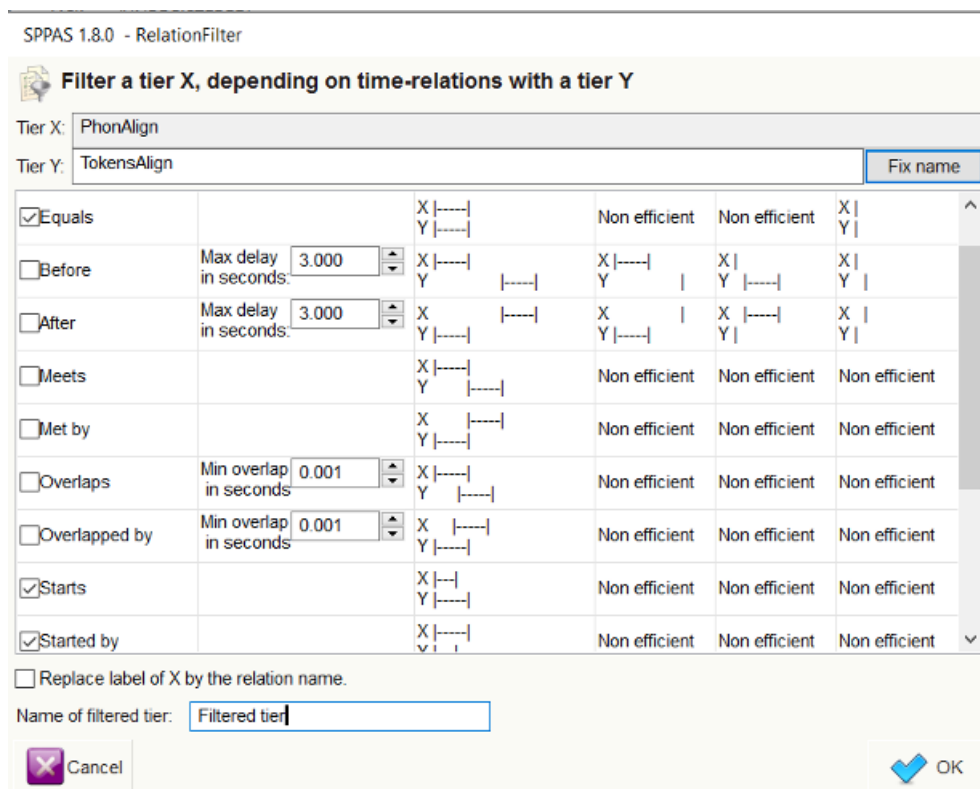 SPPAS 1.8.0 - RelationFilter
Filter a tier X, depending on time-relations with a tier Y
Tier X: PhonAlign
Tier Y: TokensAlign Fix name
Equals X |-----| Non efficient Non efficient X |
Y |-----| Y |
Before Max delay 3.000 X |-----| X |-----| X | X |
in seconds: Y |-----| Y | Y |-----| Y |
After Max delay 3.000 X |-----| X | X |-----| X |
in seconds: Y |-----| Y |-----| Y | Y |
Meets X |-----| Non efficient Non efficient Non efficient
Y |-----|
Met by X |-----| Non efficient Non efficient Non efficient
Y |-----|
Overlaps Min overlap 0.001 X |-----| Non efficient Non efficient Non efficient
in seconds Y |-----|
Overlapped by Min overlap 0.001 X |-----| Non efficient Non efficient Non efficient
in seconds Y |-----|
Starts X |---| Non efficient Non efficient Non efficient
Y |-----|
Started by X |-----| Non efficient Non efficient Non efficient
Replace label of X by the relation name.
Name of filtered tier: Filtered tier
Cancel OK